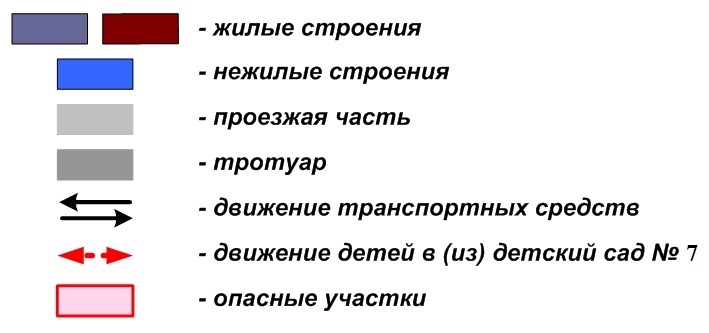 - жилые строения
- нежилые строения
- проезжая часть
- тротуар
- движение транспортных средств
- движение детей в (из) детский сад № 7
- опасные участки